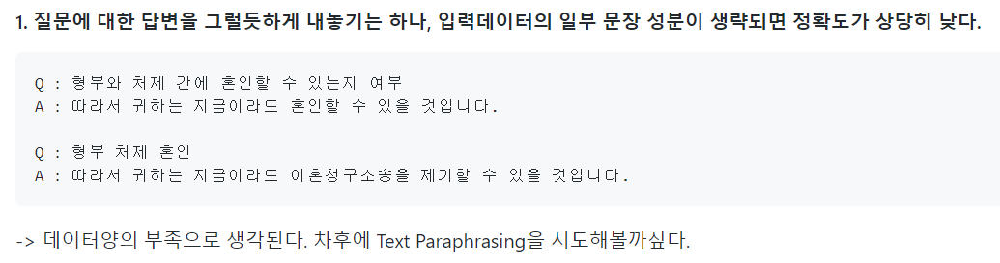 1. 질문에 대한 답변을 그럴듯하게 내놓기는 하나, 입력데이터의 일부 문장 성분이 생략되면 정확도가 상당히 낮다.
Q : 형부와 처제 간에 혼인할 수 있는지 여부
A : 따라서 귀하는 지금이라도 혼인할 수 있을 것입니다.
Q : 형부 처제 혼인
A : 따라서 귀하는 지금이라도 이혼청구소송을 제기할 수 있을 것입니다.
-> 데이터양의 부족으로 생각된다. 차후에 Text Paraphrasing을 시도해볼까싶다.